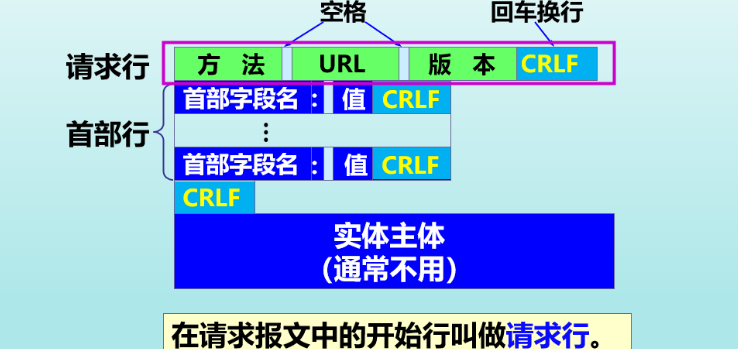 空格 回车换行
请求行 方 法 URL 版 本 CRLF
首部字段名 : 值 CRLF
首部行 ⋮
首部字段名 : 值 CRLF
CRLF
实体主体
（通常不用）
在请求报文中的开始行叫做请求行。